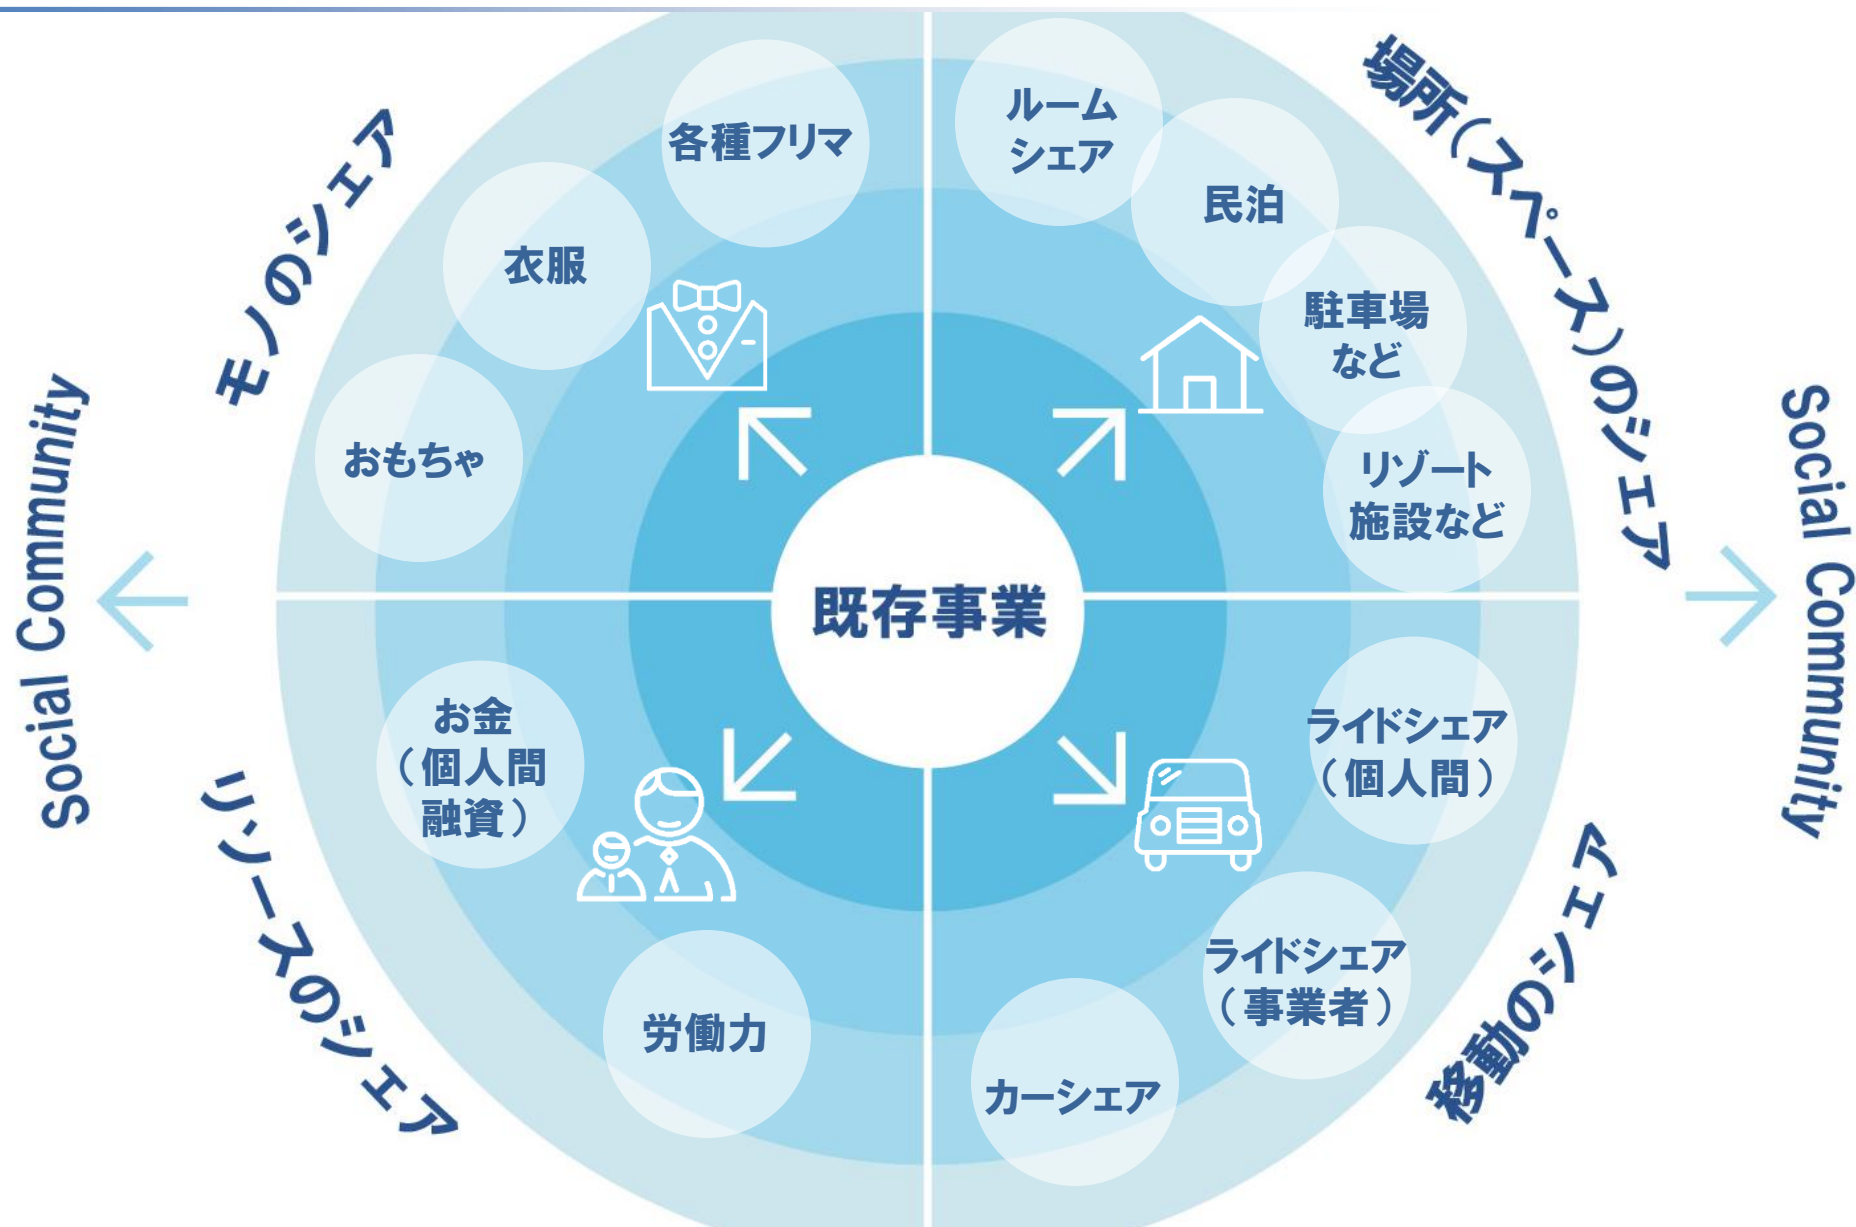 モノのシェア
各種フリマ
衣服
おもちゃ
場所(スペース)のシェア
ルーム
シェア
民泊
駐車場
など
リゾート
施設など
Social Community
既存事業
Social Community
リソースのシェア
お金
(個人間
融資)
労働力
移動のシェア
ライドシェア
(個人間)
ライドシェア
(事業者)
カーシェア